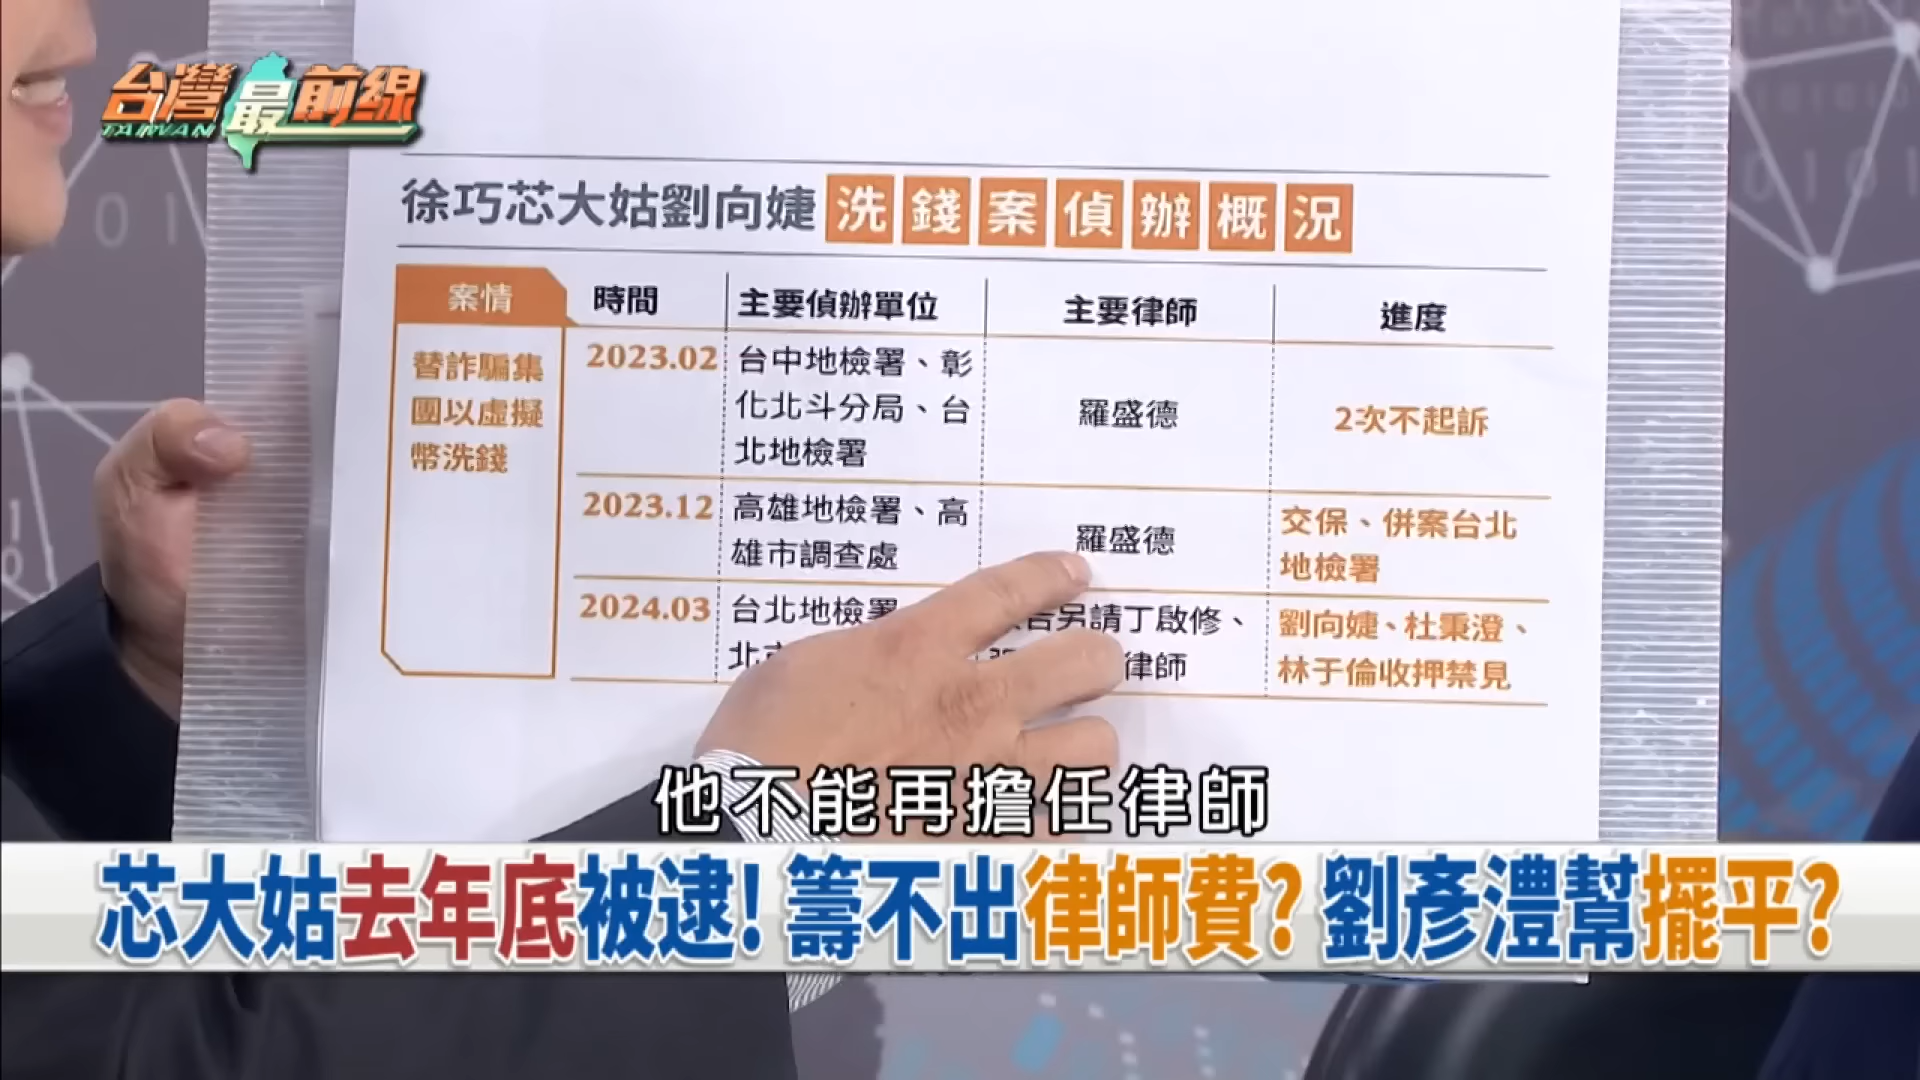 台灣最前線
TAIWAN
徐巧芯大姑劉向婕洗錢案偵辦概況
案情
時間
主要偵辦單位
主要律師
進度
替詐騙集
團以虛擬
幣洗錢
2023.02
台中地檢署、彰
化北斗分局、台
北地檢署
羅盛德
2次不起訴
2023.12
高雄地檢署、高
雄市調查處
羅盛德
交保、併案台北
地檢署
2024.03
台北地檢署
北
另請丁啟修、
律師
劉向婕、杜秉澄、
林于倫收押禁見
他不能再擔任律師
芯大姑去年底被逮! 籌不出律師費? 劉彥澧幫擺平?